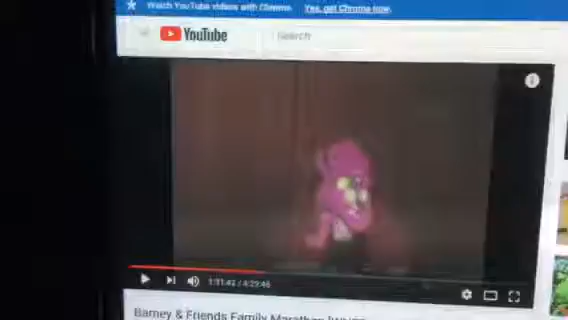 Watch YouTube videos with Chrome. Yes, get Chrome now.
YouTube
Search
1:31:42 / 4:29:46
Barney & Friends Family Marathon